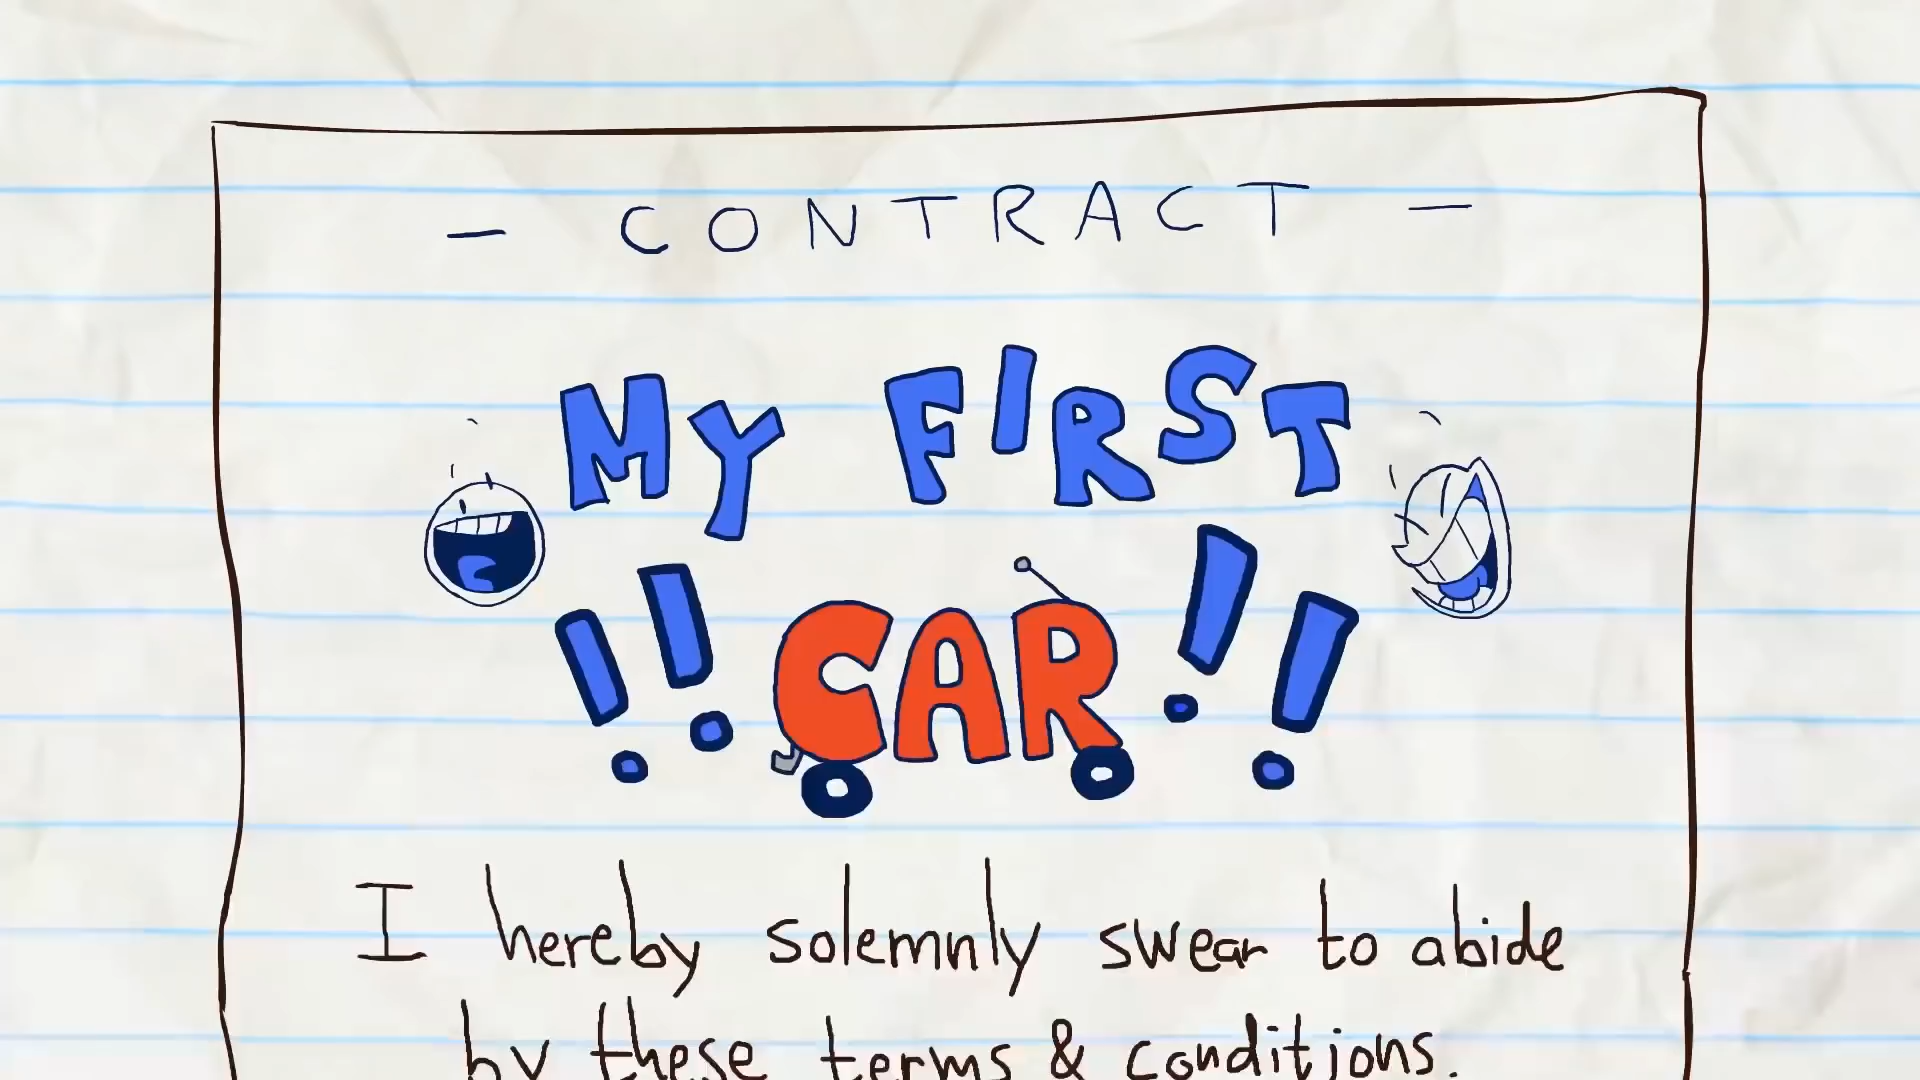 - CONTRACT -
MY FIRST
!! CAR !!
I hereby solemnly swear to abide
by these terms & conditions.